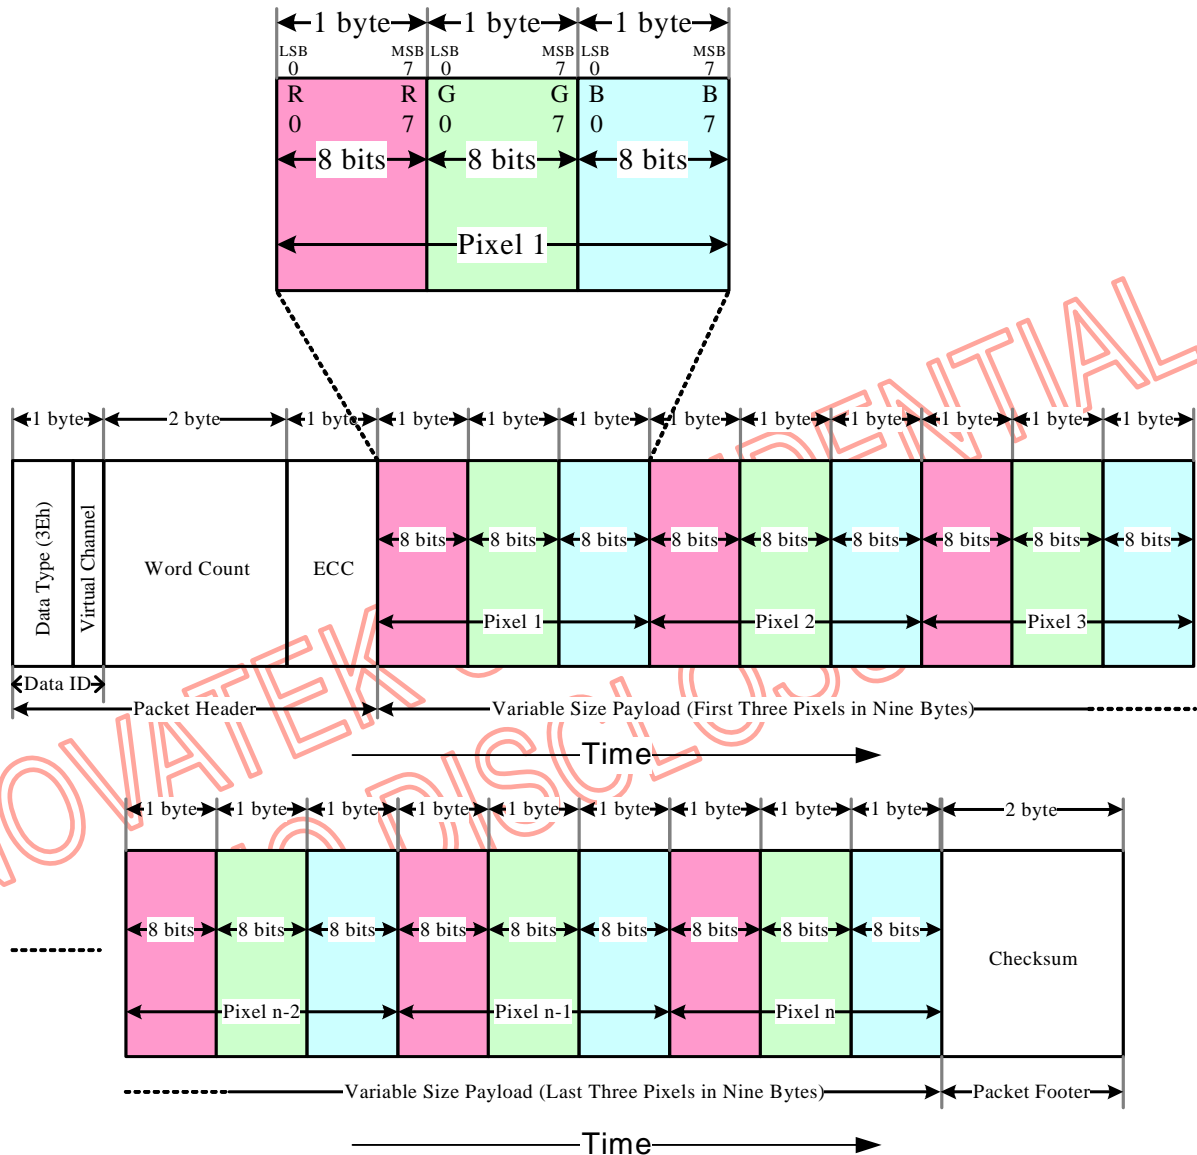 1 byte 1 byte 1 byte
LSB MSB LSB MSB LSB MSB
0 7 0 7 0 7
R R G G B B
0 7 0 7 0 7
8 bits 8 bits 8 bits
Pixel 1
1 byte 2 byte 1 byte 1 byte 1 byte 1 byte 1 byte 1 byte 1 byte 1 byte 1 byte 1 byte
Data Type (3Eh)
Virtual Channel
Word Count
ECC
8 bits 8 bits 8 bits 8 bits 8 bits 8 bits 8 bits 8 bits 8 bits
Pixel 1 Pixel 2 Pixel 3
Data ID
Packet Header Variable Size Payload (First Three Pixels in Nine Bytes)
Time
1 byte 1 byte 1 byte 1 byte 1 byte 1 byte 1 byte 1 byte 1 byte 2 byte
8 bits 8 bits 8 bits 8 bits 8 bits 8 bits 8 bits 8 bits 8 bits
Checksum
Pixel n-2 Pixel n-1 Pixel n
Variable Size Payload (Last Three Pixels in Nine Bytes) Packet Footer
Time